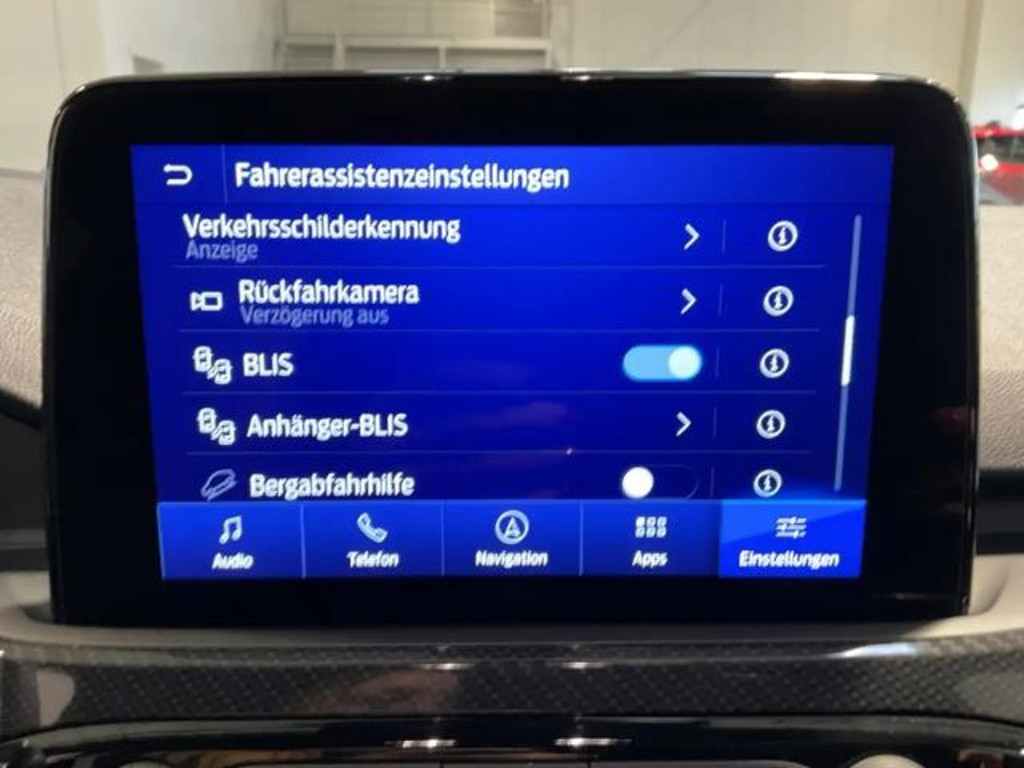 Fahrerassistenzeinstellungen
Verkehrsschilderkennung
Anzeige
Rückfahrkamera
Verzögerung aus
BLIS
Anhänger-BLIS
Bergabfahrhilfe
Audio Telefon Navigation Apps Einstellungen